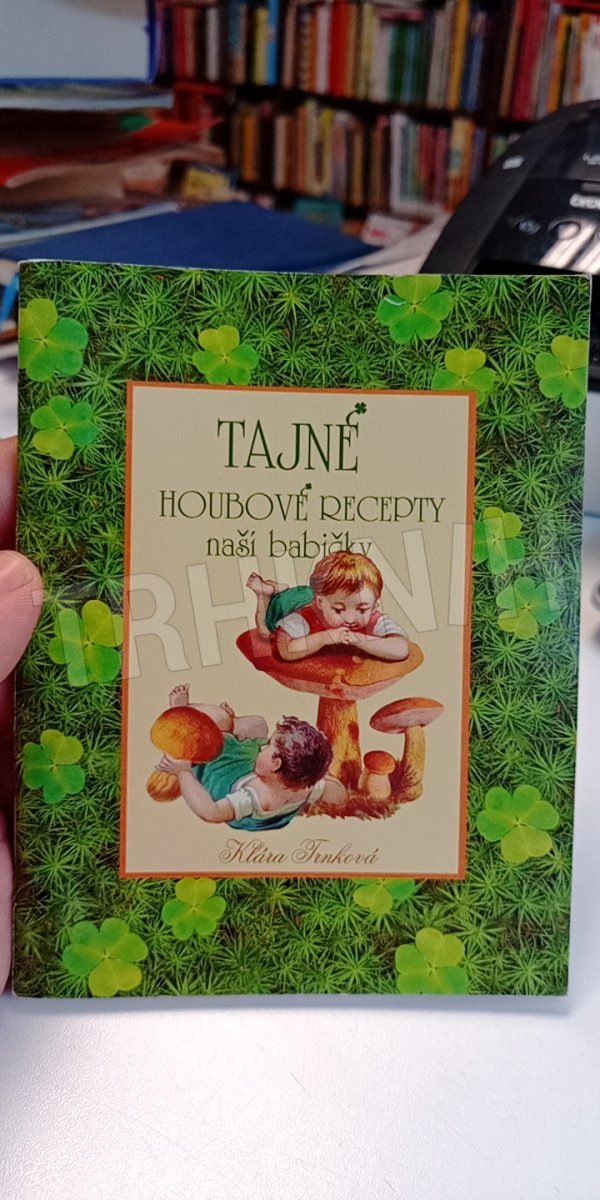 TAJNÉ
HOUBOVÉ RECEPTY
naší babičky
Klára Trnková